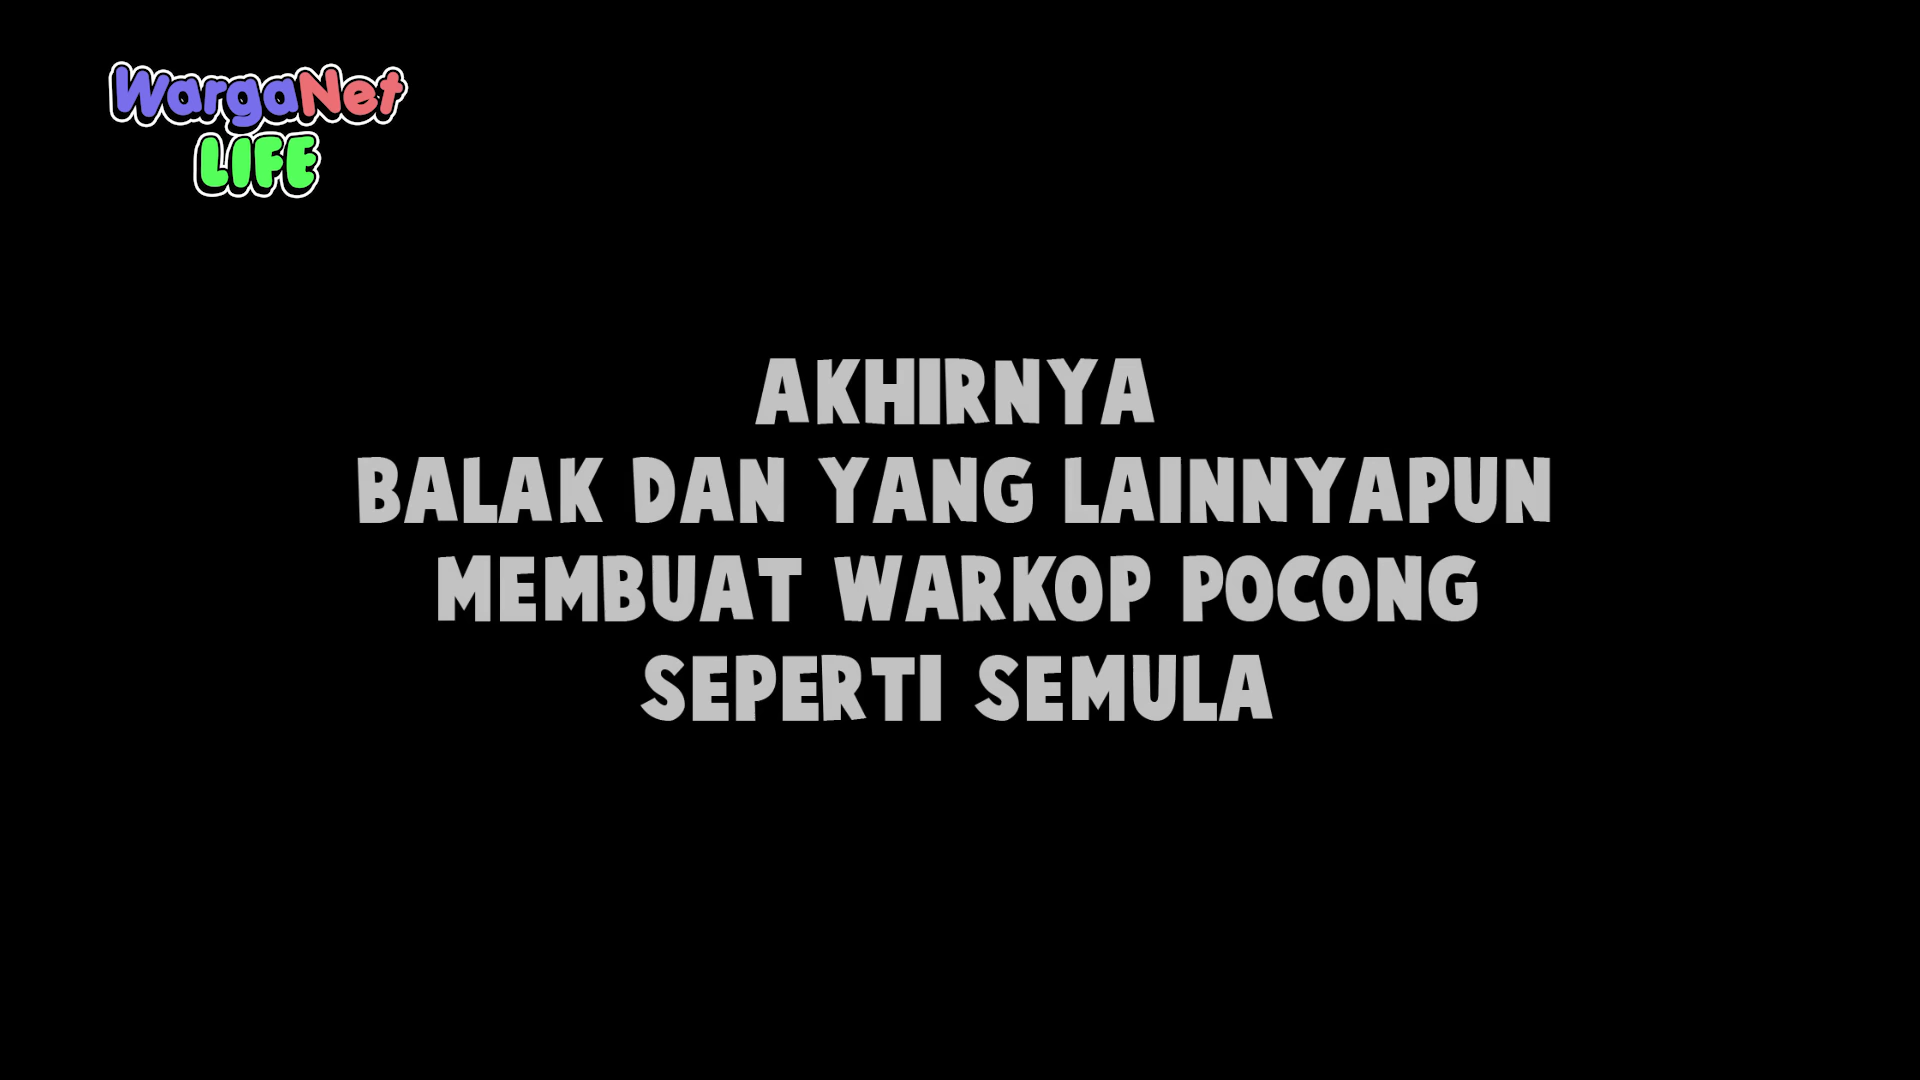 WargaNet
LIFE
AKHIRNYA
BALAK DAN YANG LAINNYAPUN
MEMBUAT WARKOP POCONG
SEPERTI SEMULA